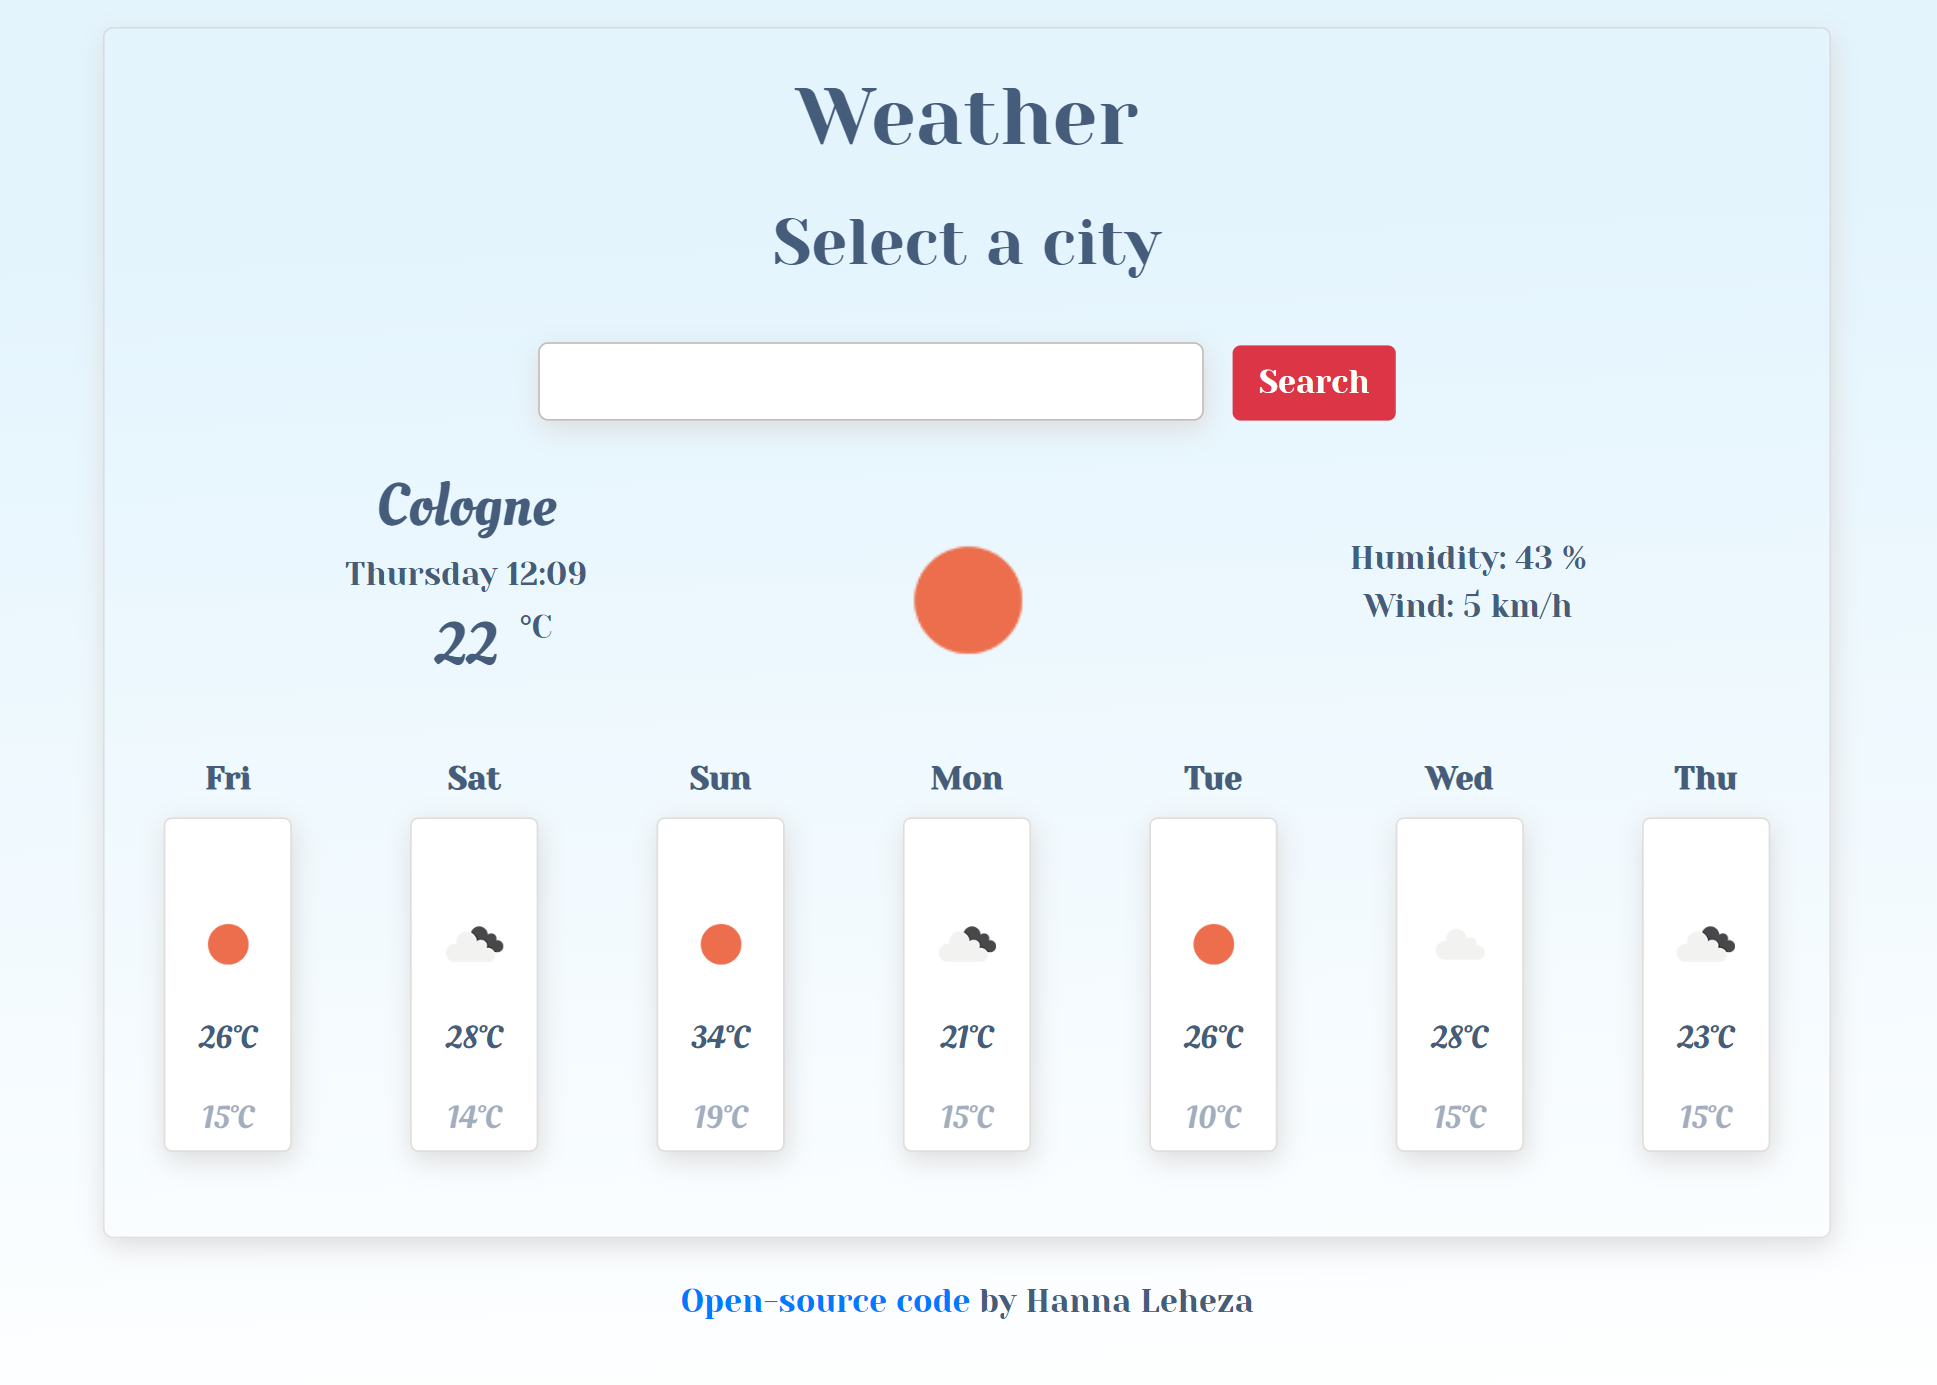 Weather
Select a city
Search
Cologne
Thursday 12:09
22 °C
Humidity: 43 %
Wind: 5 km/h
Fri Sat Sun Mon Tue Wed Thu
26°C 28°C 34°C 21°C 26°C 28°C 23°C
15°C 14°C 19°C 15°C 10°C 15°C 15°C
Open-source code by Hanna Leheza